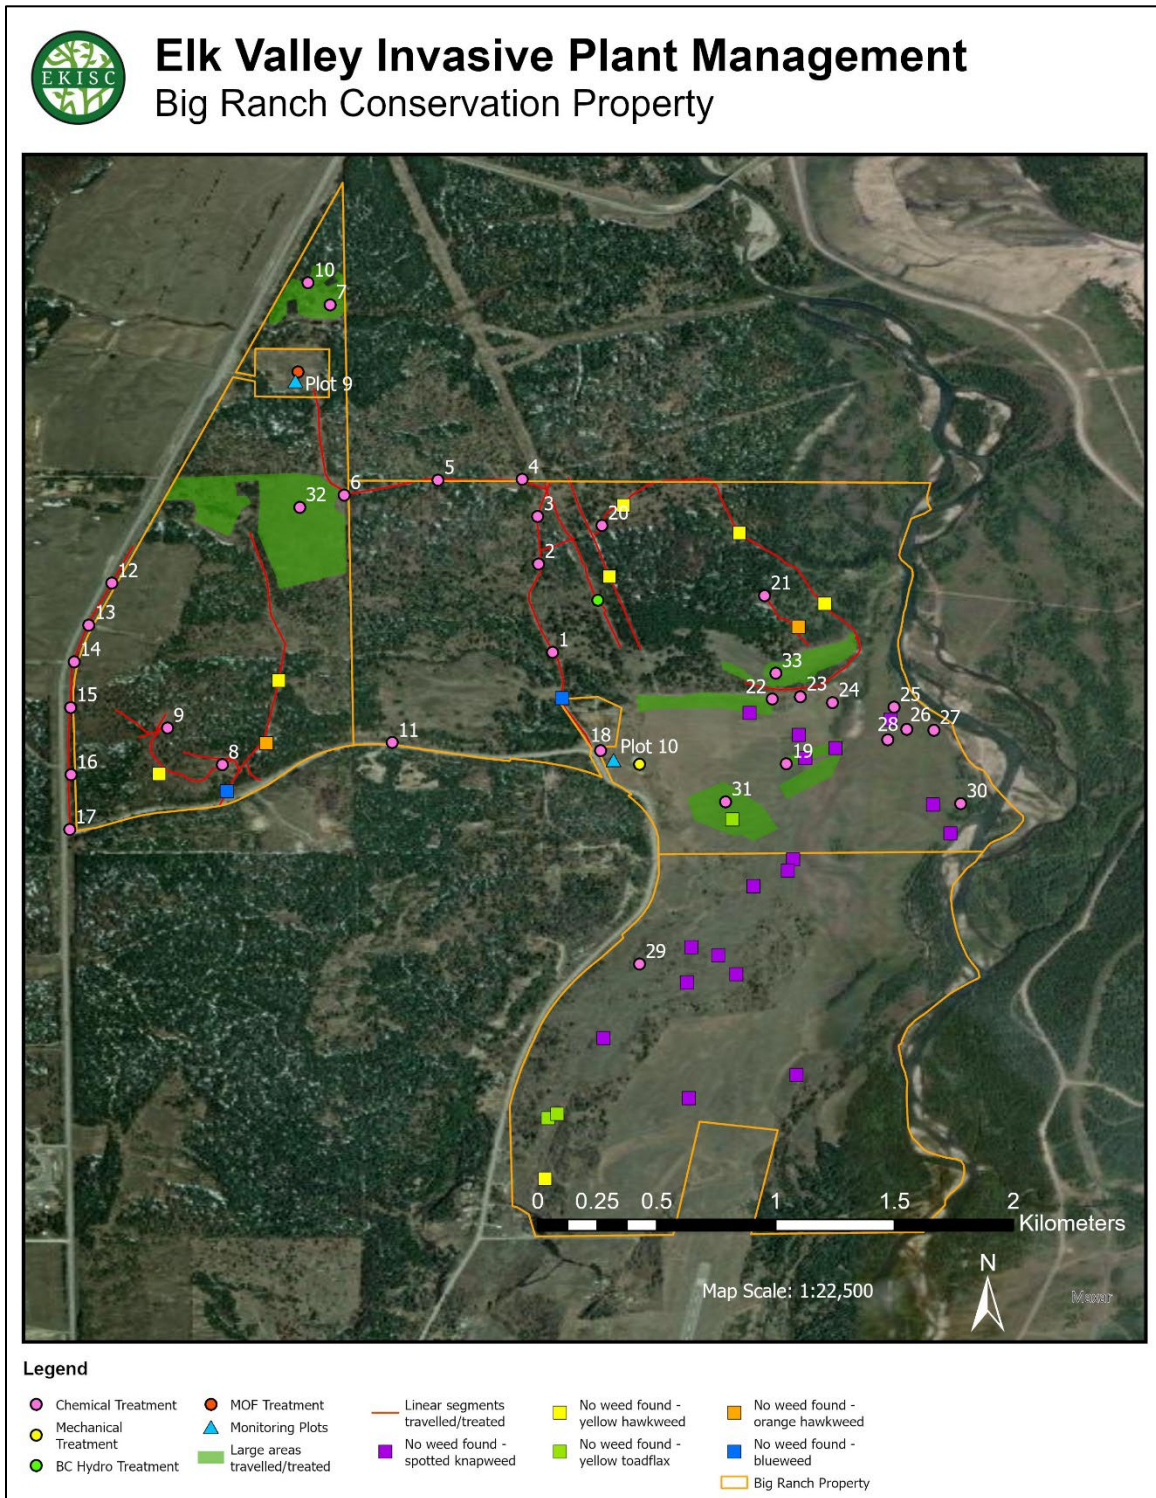 EKISC
Elk Valley Invasive Plant Management
Big Ranch Conservation Property
10
7
Plot 9
5
4
6
32
3
20
2
12
21
13
1
14
33
15
22
23
24
25
9
26
27
28
11
18
Plot 10
8
19
16
31
30
17
29
0 0.25 0.5 1 1.5 2
Kilometers
N
Map Scale: 1:22,500
Maxar
Legend
Chemical Treatment
Mechanical
Treatment
BC Hydro Treatment
MOF Treatment
Monitoring Plots
Large areas
travelled/treated
Linear segments
travelled/treated
No weed found -
spotted knapweed
No weed found -
yellow hawkweed
No weed found -
yellow toadflax
No weed found -
orange hawkweed
No weed found -
blueweed
Big Ranch Property